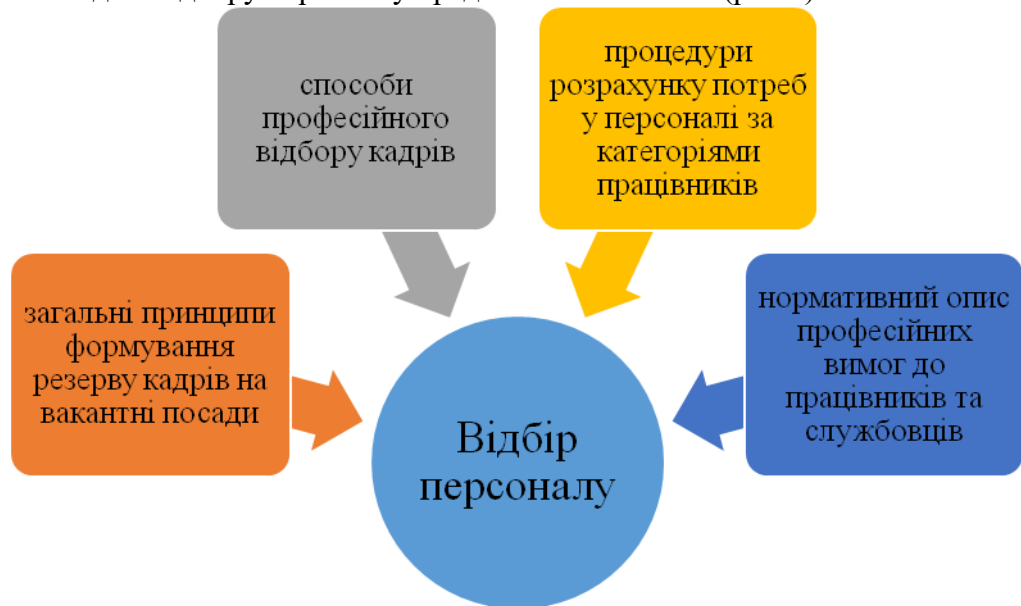 способи
професійного
відбору кадрів
процедури
розрахунку потреб
у персоналі за
категоріями
працівників
загальні принципи
формування
резерву кадрів на
вакантні посади
нормативний опис
професійних
вимог до
працівників та
службовців
Відбір
персоналу